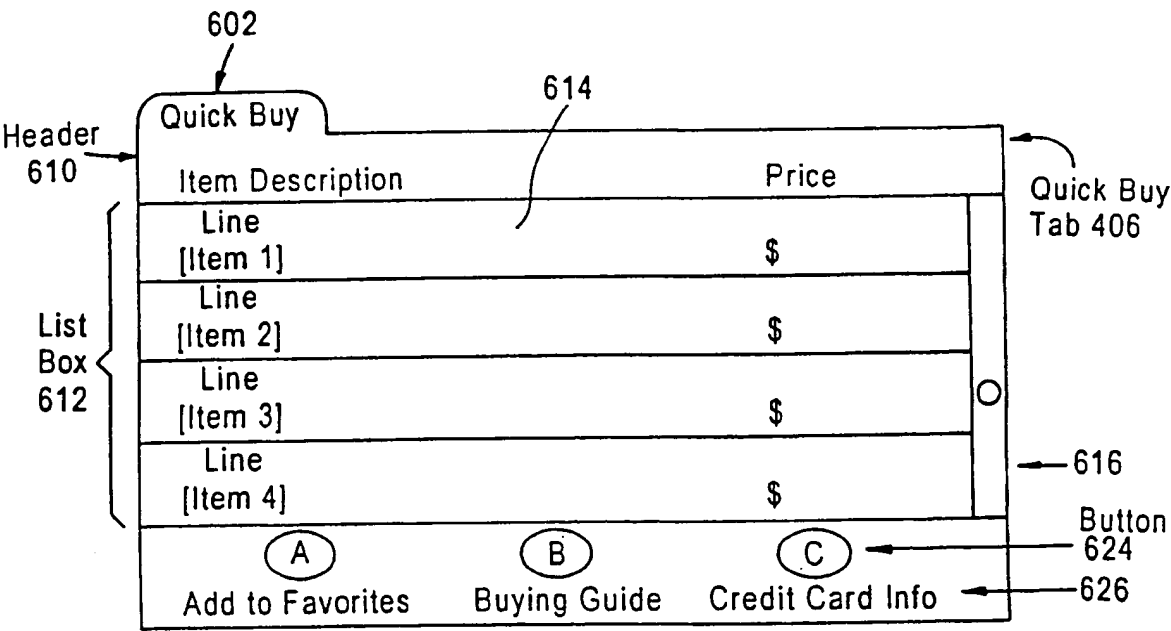 602
614
Quick Buy
Header
610
Item Description
Price
Quick Buy
Tab 406
Line
[Item 1]
$
Line
[Item 2]
$
List
Box
612
Line
[Item 3]
$
Line
[Item 4]
$
616
A
B
C
Button
624
Add to Favorites
Buying Guide
Credit Card Info
626